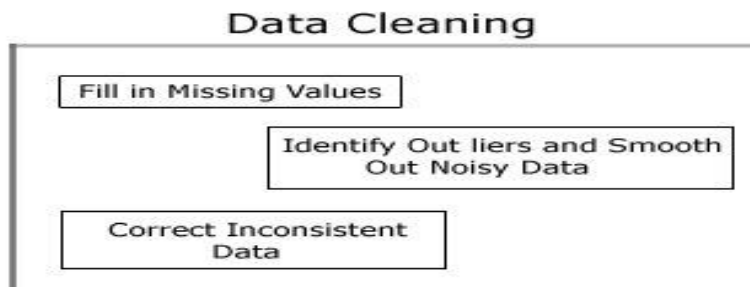 Data Cleaning
Fill in Missing Values
Identify Out liers and Smooth
Out Noisy Data
Correct Inconsistent
Data